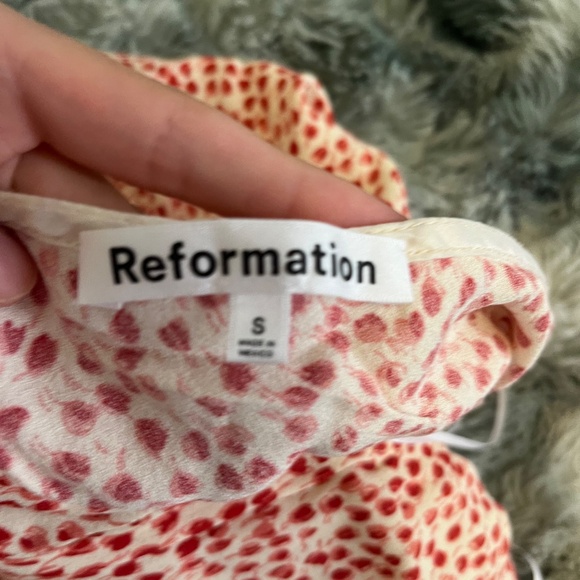 Reformation
S
MADE IN
MEXICO